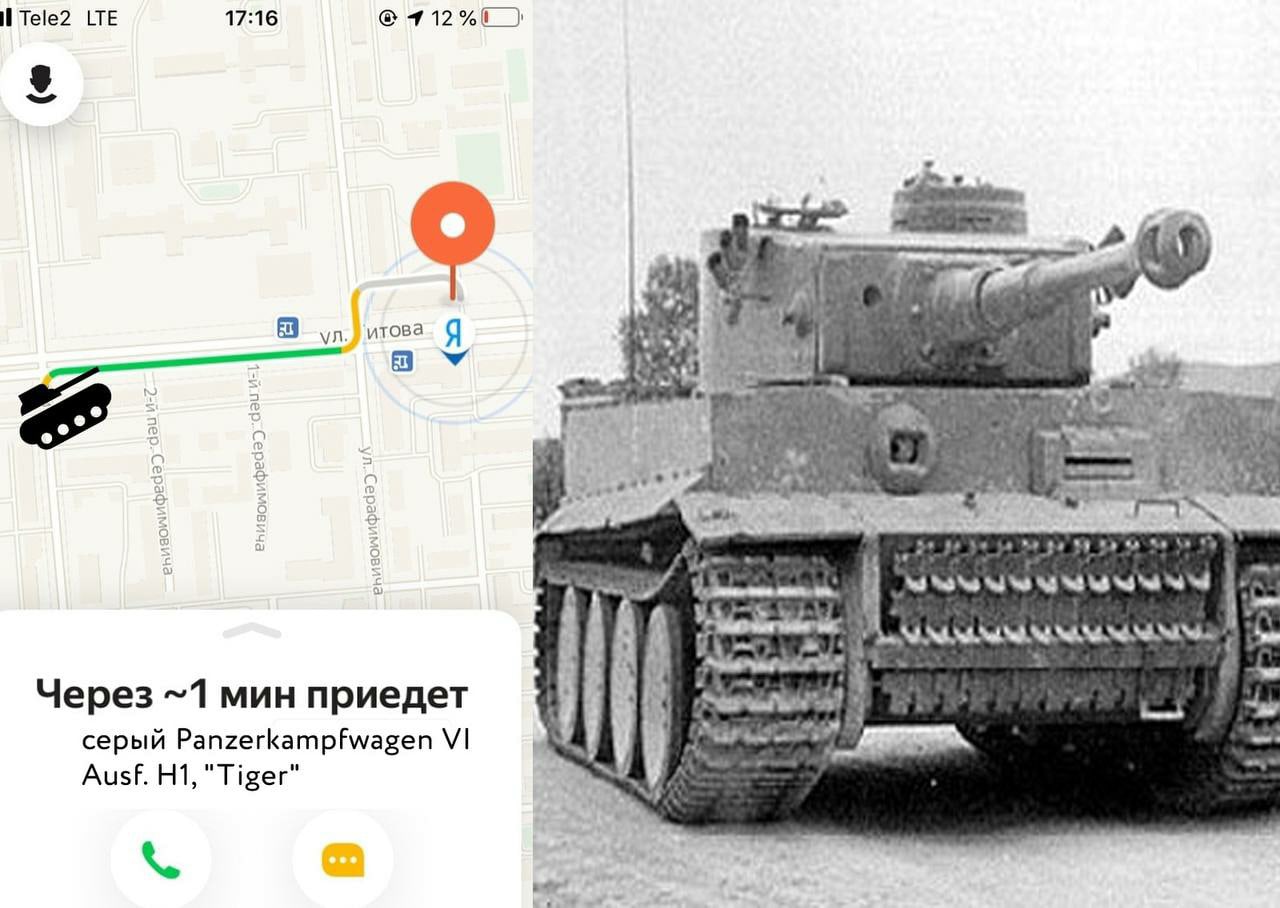 Tele2 LTE 17:16 12 %
ул. итова
Я
2-й пер. Серафимовича
1-й пер. Серафимовича
ул. Серафимовича
Через ~1 мин приедет
серый Panzerkampfwagen VI
Ausf. H1, "Tiger"